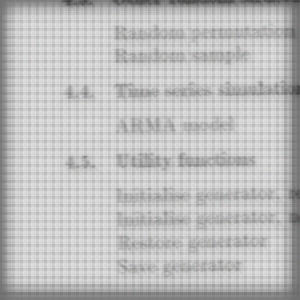 Random permutation
Random sample
4.4. Time series simulation
ARMA model
4.5. Utility functions
Initialise generator,
Initialise generator,
Restore generator
Save generator